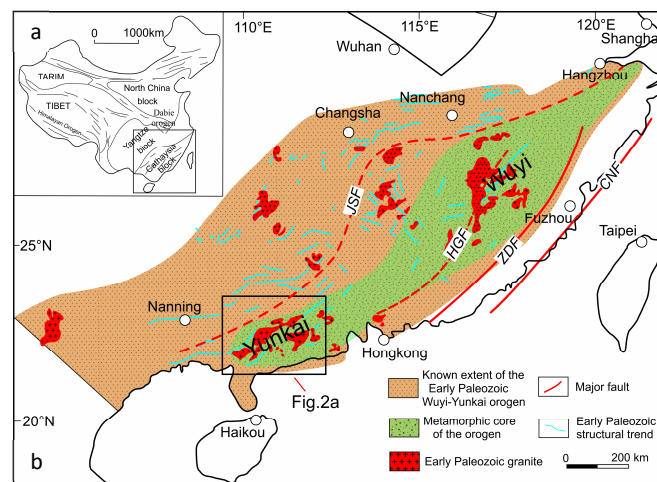 110°E
115°E
120°E
a
0 1000km
TARIM
North China
block
TIBET
Dabie
orogen
Himalayan Orogen
Yangtze
block
Cathaysia
block
Wuhan
Shangha
Hangzhou
Nanchang
Changsha
Wuyi
JSF
CNF
HGF
ZDF
Fuzhou
25°N
Taipei
Nanning
Yunkai
Hongkong
Fig.2a
20°N
Haikou
b
Known extent of the
Early Paleozoic
Wuyi-Yunkai orogen
Major fault
Metamorphic core
of the orogen
Early Paleozoic
structural trend
Early Paleozoic granite
0 200 km